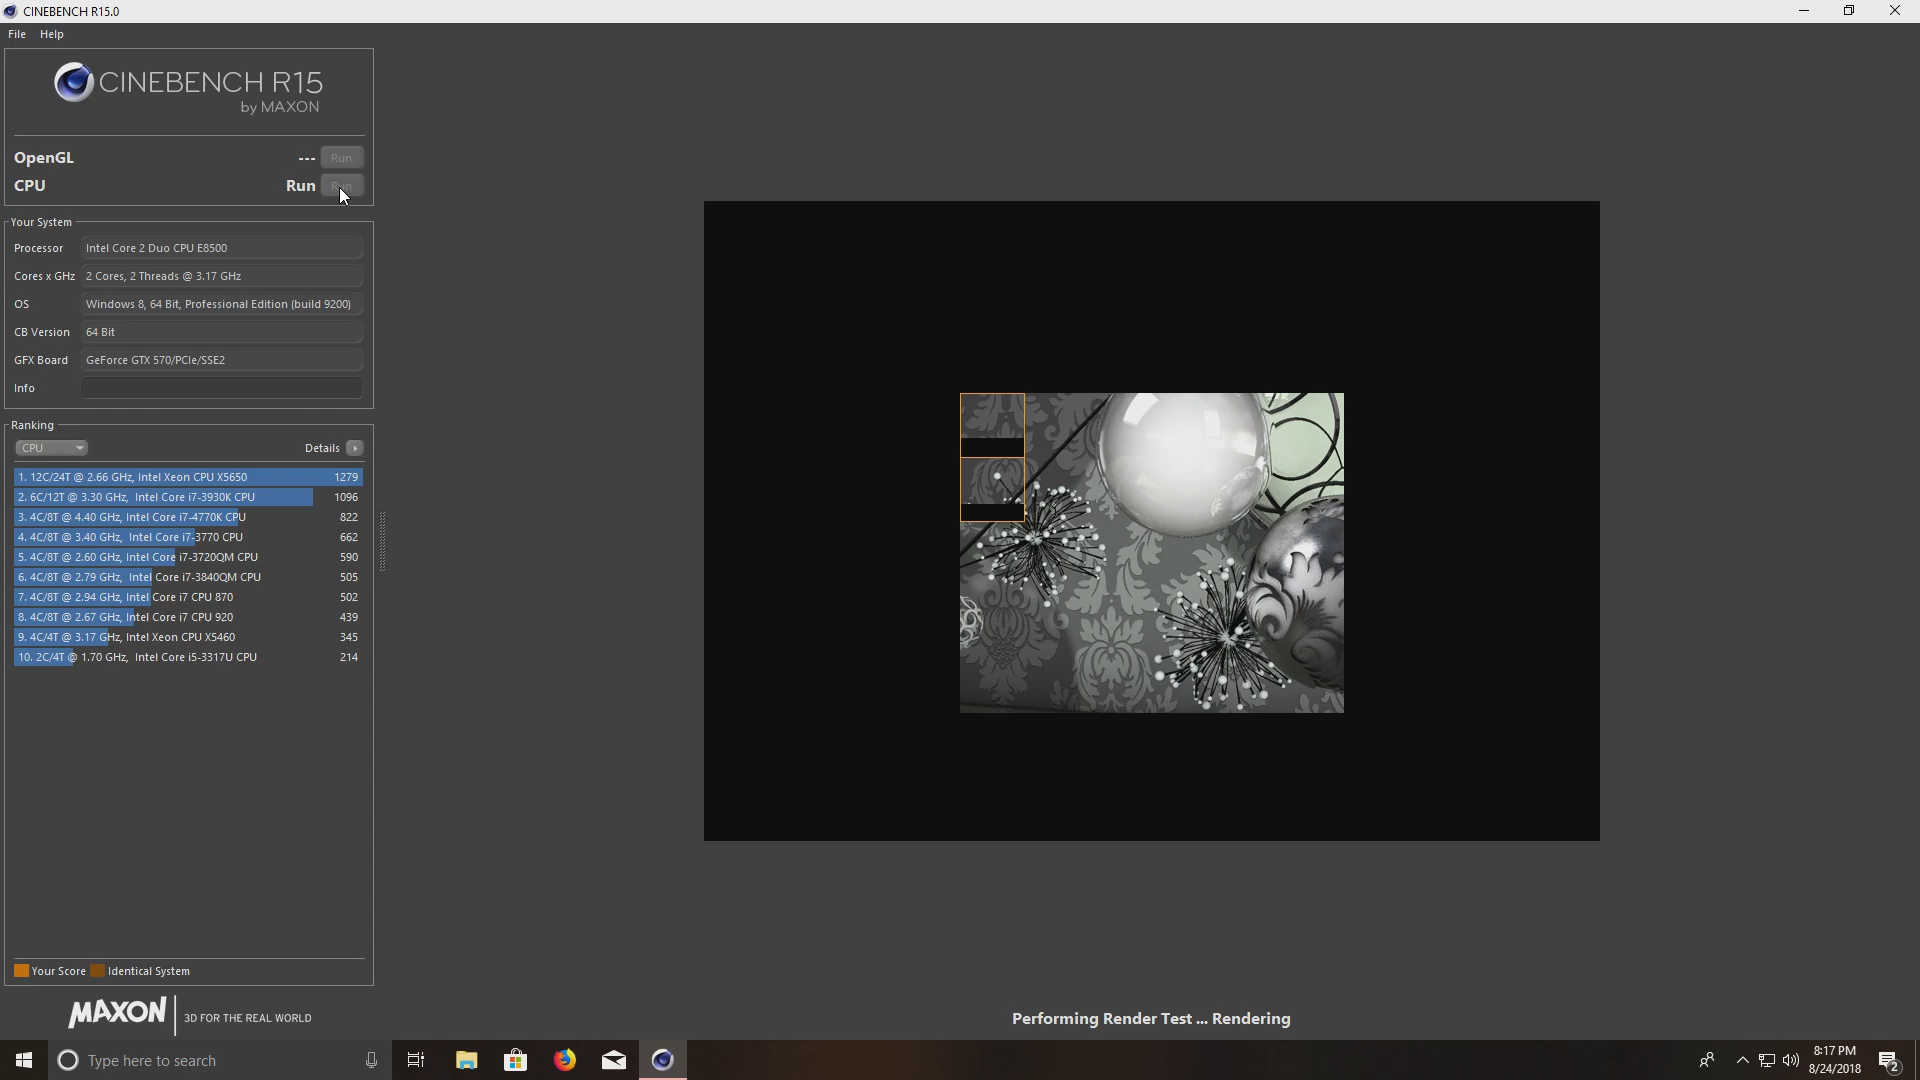 CINEBENCH R15.0
File Help
CINEBENCH R15
by MAXON
OpenGL --- Run
CPU Run Run
Your System
Processor Intel Core 2 Duo CPU E8500
Cores x GHz 2 Cores, 2 Threads @ 3.17 GHz
OS Windows 8, 64 Bit, Professional Edition (build 9200)
CB Version 64 Bit
GFX Board GeForce GTX 570/PCIe/SSE2
Info
Ranking
CPU Details
1. 12C/24T @ 2.66 GHz, Intel Xeon CPU X5650 1279
2. 6C/12T @ 3.30 GHz, Intel Core i7-3930K CPU 1096
3. 4C/8T @ 4.40 GHz, Intel Core i7-4770K CPU 822
4. 4C/8T @ 3.40 GHz, Intel Core i7-3770 CPU 662
5. 4C/8T @ 2.60 GHz, Intel Core i7-3720QM CPU 590
6. 4C/8T @ 2.79 GHz, Intel Core i7-3840QM CPU 505
7. 4C/8T @ 2.94 GHz, Intel Core i7 CPU 870 502
8. 4C/8T @ 2.67 GHz, Intel Core i7 CPU 920 439
9. 4C/4T @ 3.17 GHz, Intel Xeon CPU X5460 345
10. 2C/4T @ 1.70 GHz, Intel Core i5-3317U CPU 214
Your Score Identical System
MAXON 3D FOR THE REAL WORLD
Performing Render Test ... Rendering
Type here to search
8:17 PM
8/24/2018
2